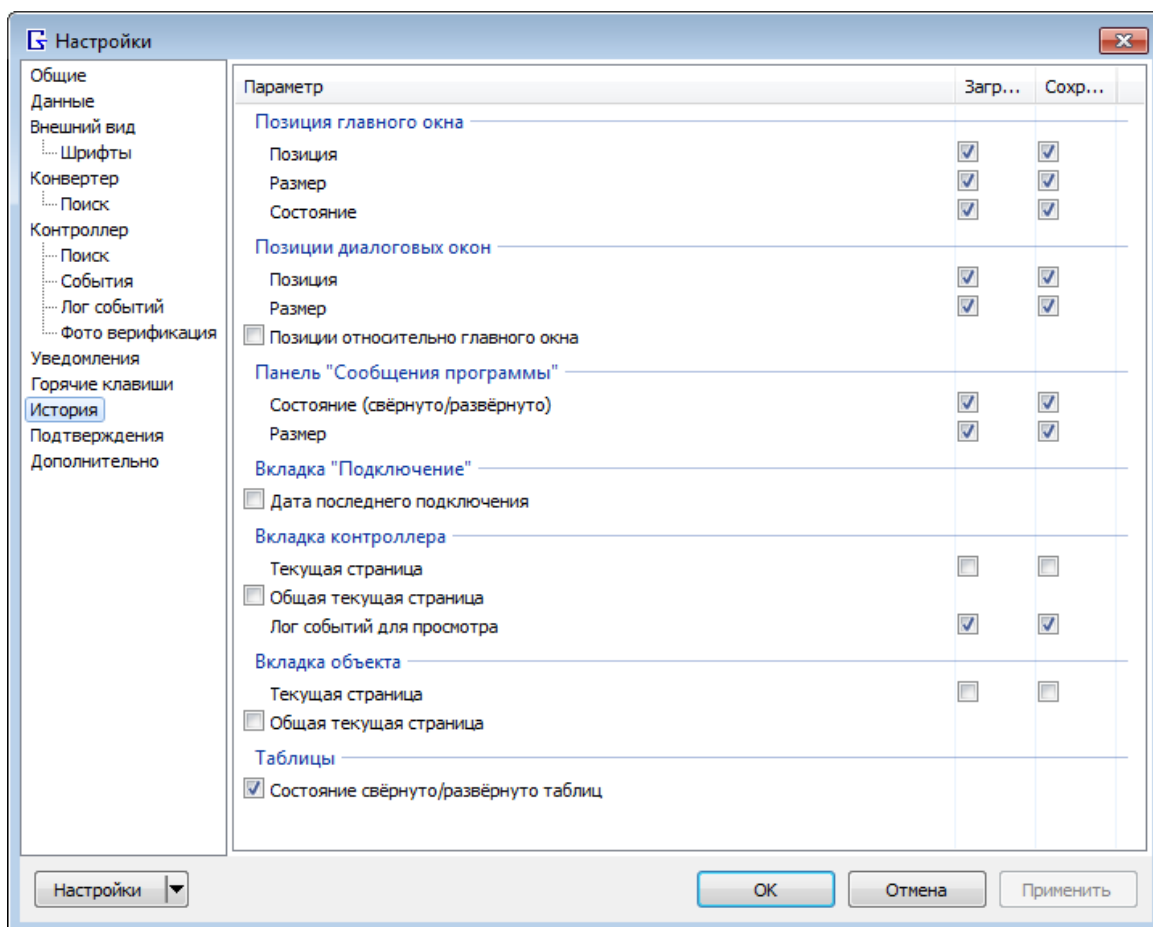 Настройки
Общие
Данные
Внешний вид
Шрифты
Конвертер
Поиск
Контроллер
Поиск
События
Лог событий
Фото верификация
Уведомления
Горячие клавиши
История
Подтверждения
Дополнительно
Параметр Загр... Сохр...
Позиция главного окна
Позиция
Размер
Состояние
Позиции диалоговых окон
Позиция
Размер
Позиции относительно главного окна
Панель "Сообщения программы"
Состояние (свёрнуто/развёрнуто)
Размер
Вкладка "Подключение"
Дата последнего подключения
Вкладка контроллера
Текущая страница
Общая текущая страница
Лог событий для просмотра
Вкладка объекта
Текущая страница
Общая текущая страница
Таблицы
Состояние свёрнуто/развёрнуто таблиц
Настройки OK Отмена Применить